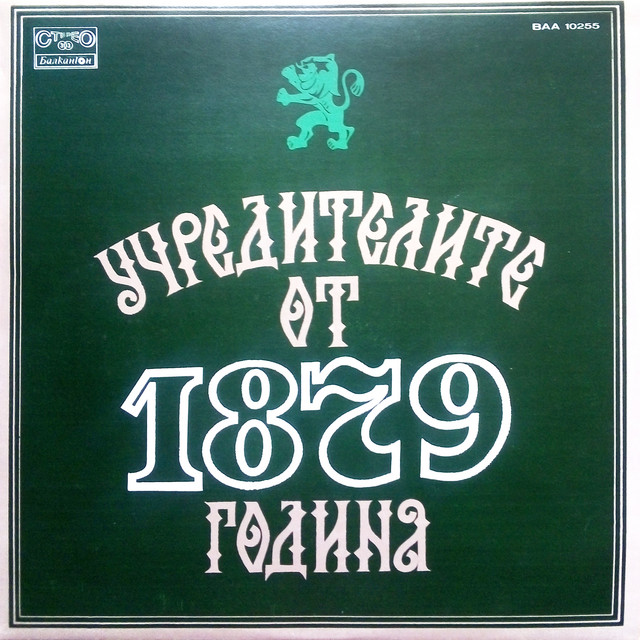 СТЕРЕО
Балкантон
ВАА 10255
УЧРЕДИТЕЛИТЕ
ОТ
1879
ГОДИНА